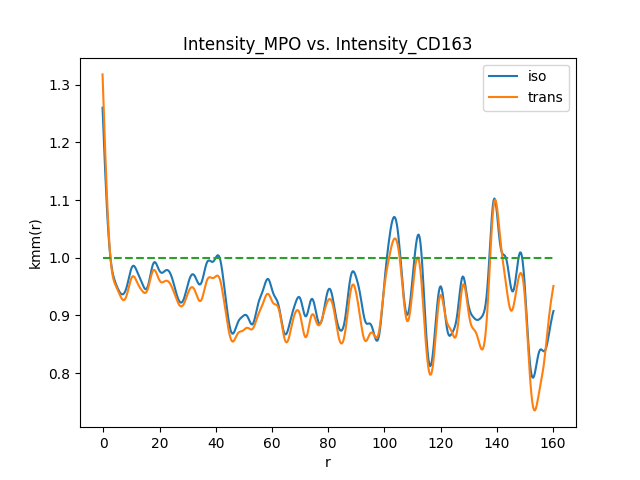 Intensity_MPO vs. Intensity_CD163
iso
trans
kmm(r)
1.3
1.2
1.1
1.0
0.9
0.8
0 20 40 60 80 100 120 140 160
r